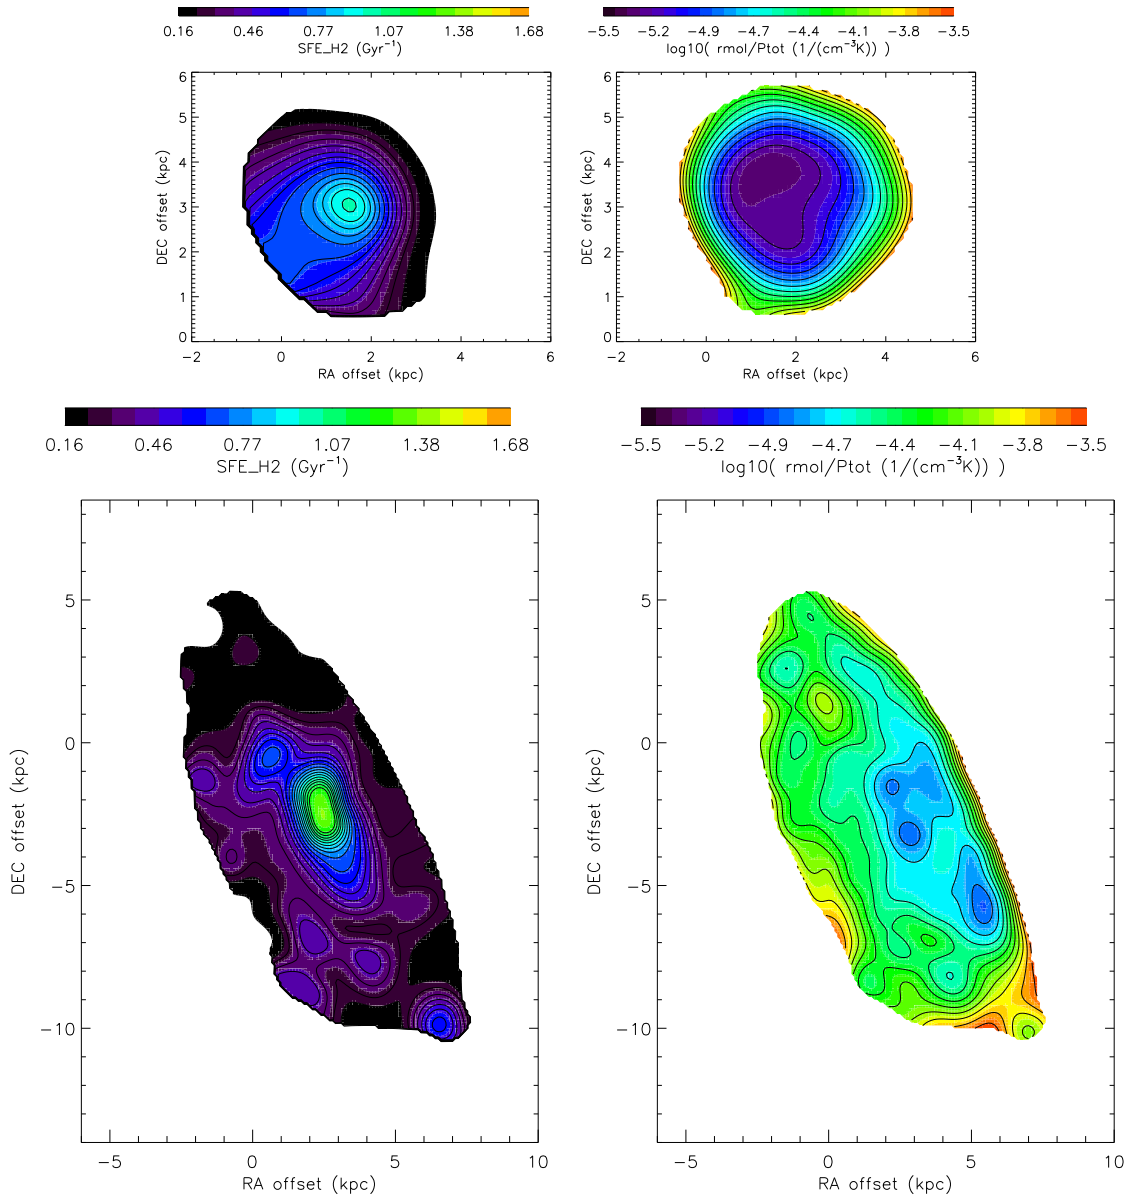 0.16 0.46 0.77 1.07 1.38 1.68
SFE_H2 (Gyr⁻¹)
−5.5 −5.2 −4.9 −4.7 −4.4 −4.1 −3.8 −3.5
log10( rmol/Ptot (1/(cm⁻³K)) )
6
5
4
3
2
1
0
DEC offset (kpc)
−2 0 2 4 6
RA offset (kpc)
6
5
4
3
2
1
0
DEC offset (kpc)
−2 0 2 4 6
RA offset (kpc)
0.16 0.46 0.77 1.07 1.38 1.68
SFE_H2 (Gyr⁻¹)
−5.5 −5.2 −4.9 −4.7 −4.4 −4.1 −3.8 −3.5
log10( rmol/Ptot (1/(cm⁻³K)) )
5
0
−5
−10
DEC offset (kpc)
−5 0 5 10
RA offset (kpc)
5
0
−5
−10
DEC offset (kpc)
−5 0 5 10
RA offset (kpc)